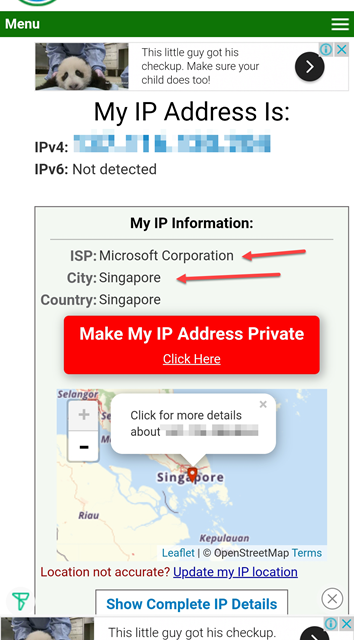 Menu
This little guy got his
checkup. Make sure your
child does too!
My IP Address Is:
IPv4:
IPv6: Not detected
My IP Information:
ISP: Microsoft Corporation
City: Singapore
Country: Singapore
Make My IP Address Private
Click Here
Selangor
Click for more details
about
Singapore
Riau
Kepulauan
Leaflet | © OpenStreetMap Terms
Location not accurate? Update my IP location
Show Complete IP Details
This little guy got his
checkup. Make sure your